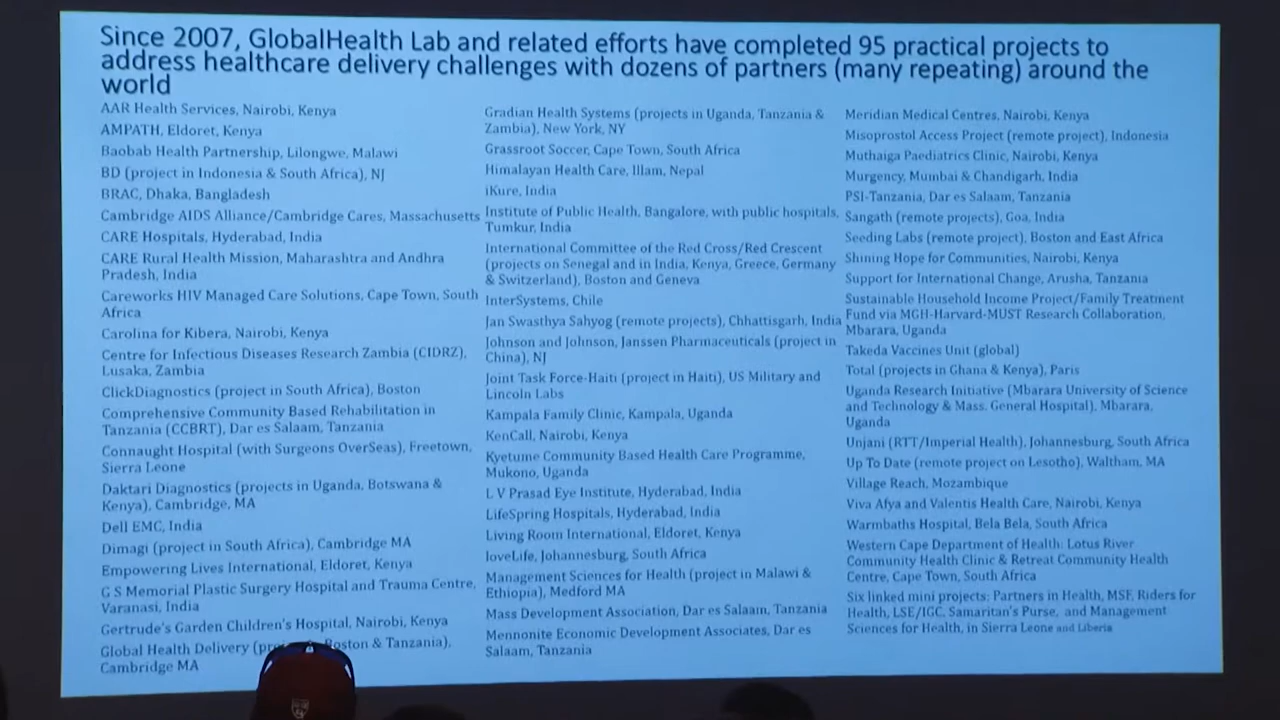 Since 2007, GlobalHealth Lab and related efforts have completed 95 practical projects to
address healthcare delivery challenges with dozens of partners (many repeating) around the
world
AAR Health Services, Nairobi, Kenya
AMPATH, Eldoret, Kenya
Baobab Health Partnership, Lilongwe, Malawi
BD (project in Indonesia & South Africa), NJ
BRAC, Dhaka, Bangladesh
Cambridge AIDS Alliance/Cambridge Cares, Massachusetts
CARE Hospitals, Hyderabad, India
CARE Rural Health Mission, Maharashtra and Andhra
Pradesh, India
Careworks HIV Managed Care Solutions, Cape Town, South
Africa
Carolina for Kibera, Nairobi, Kenya
Centre for Infectious Diseases Research Zambia (CIDRZ),
Lusaka, Zambia
ClickDiagnostics (project in South Africa), Boston
Comprehensive Community Based Rehabilitation in
Tanzania (CCBRT), Dar es Salaam, Tanzania
Connaught Hospital (with Surgeons OverSeas), Freetown,
Sierra Leone
Daktari Diagnostics (projects in Uganda, Botswana &
Kenya), Cambridge, MA
Dell EMC, India
Dimagi (project in South Africa), Cambridge MA
Empowering Lives International, Eldoret, Kenya
G S Memorial Plastic Surgery Hospital and Trauma Centre,
Varanasi, India
Gertrude's Garden Children's Hospital, Nairobi, Kenya
Global Health Delivery Boston & Tanzania),
Cambridge MA
Gradian Health Systems (projects in Uganda, Tanzania &
Zambia), New York, NY
Grassroot Soccer, Cape Town, South Africa
Himalayan Health Care, Illam, Nepal
iKure, India
Institute of Public Health, Bangalore, with public hospitals,
Tumkur, India
International Committee of the Red Cross/Red Crescent
(projects on Senegal and in India, Kenya, Greece, Germany
& Switzerland), Boston and Geneva
InterSystems, Chile
Jan Swasthya Sahyog (remote projects), Chhattisgarh, India
Johnson and Johnson, Janssen Pharmaceuticals (project in
China), NJ
Joint Task Force-Haiti (project in Haiti), US Military and
Lincoln Labs
Kampala Family Clinic, Kampala, Uganda
KenCall, Nairobi, Kenya
Kyetume Community Based Health Care Programme,
Mukono, Uganda
L V Prasad Eye Institute, Hyderabad, India
LifeSpring Hospitals, Hyderabad, India
Living Room International, Eldoret, Kenya
loveLife, Johannesburg, South Africa
Management Sciences for Health (project in Malawi &
Ethiopia), Medford MA
Mass Development Association, Dar es Salaam, Tanzania
Mennonite Economic Development Associates, Dar es
Salaam, Tanzania
Meridian Medical Centres, Nairobi, Kenya
Misoprostol Access Project (remote project), Indonesia
Muthaiga Paediatrics Clinic, Nairobi, Kenya
Murgency, Mumbai & Chandigarh, India
PSI-Tanzania, Dar es Salaam, Tanzania
Sangath (remote projects), Goa, India
Seeding Labs (remote project), Boston and East Africa
Shining Hope for Communities, Nairobi, Kenya
Support for International Change, Arusha, Tanzania
Sustainable Household Income Project/Family Treatment
Fund via MGH-Harvard-MUST Research Collaboration,
Mbarara, Uganda
Takeda Vaccines Unit (global)
Total (projects in Ghana & Kenya), Paris
Uganda Research Initiative (Mbarara University of Science
and Technology & Mass. General Hospital), Mbarara,
Uganda
Unjani (RTT/Imperial Health), Johannesburg, South Africa
Up To Date (remote project on Lesotho), Waltham, MA
Village Reach, Mozambique
Viva Afya and Valentis Health Care, Nairobi, Kenya
Warmbaths Hospital, Bela Bela, South Africa
Western Cape Department of Health: Lotus River
Community Health Clinic & Retreat Community Health
Centre, Cape Town, South Africa
Six linked mini projects: Partners in Health, MSF, Riders for
Health, LSE/IGC, Samaritan's Purse, and Management
Sciences for Health, in Sierra Leone and Liberia